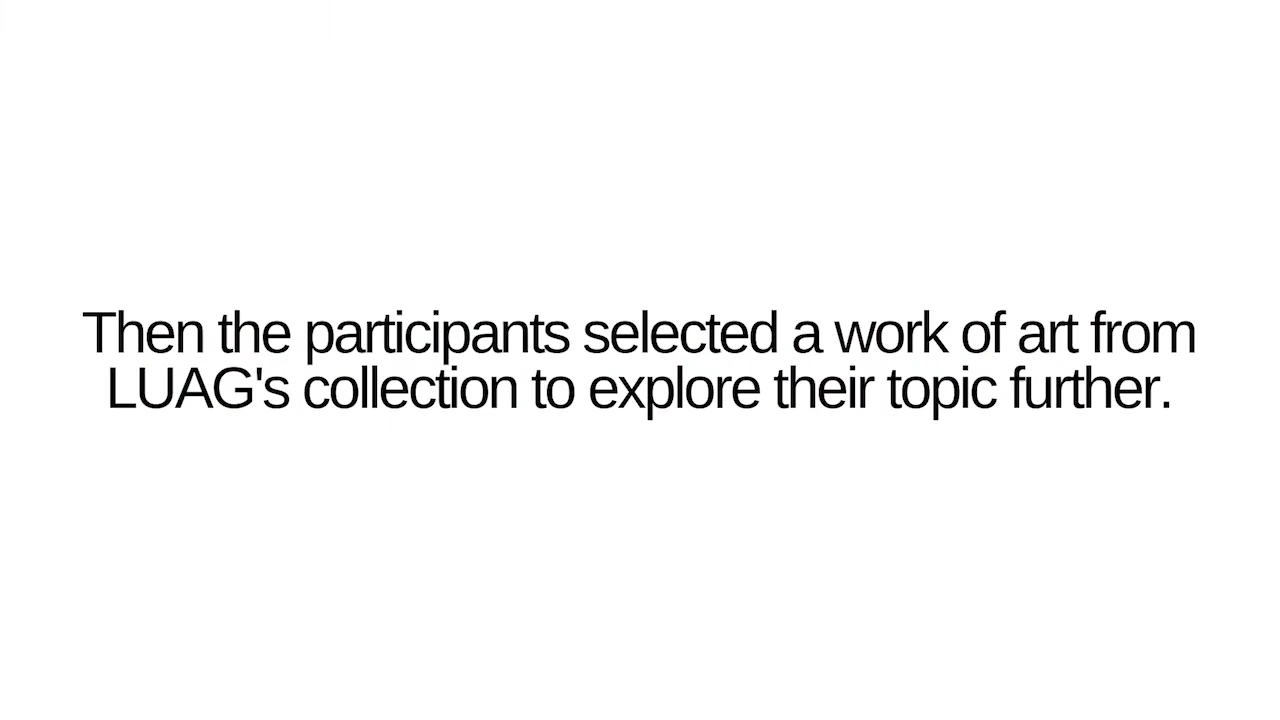 Then the participants selected a work of art from
LUAG's collection to explore their topic further.